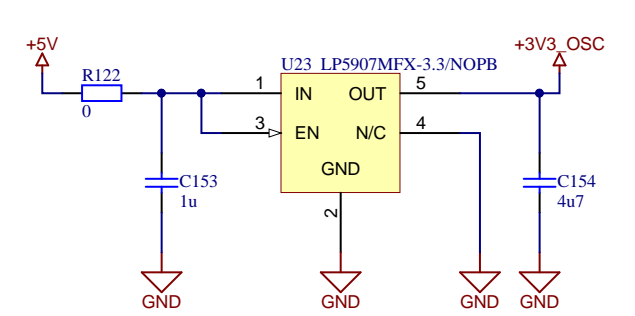 +5V
+3V3_OSC
U23 LP5907MFX-3.3/NOPB
R122
0
1
IN
OUT
5
3
EN
N/C
4
GND
2
C153
1u
C154
4u7
GND
GND
GND
GND